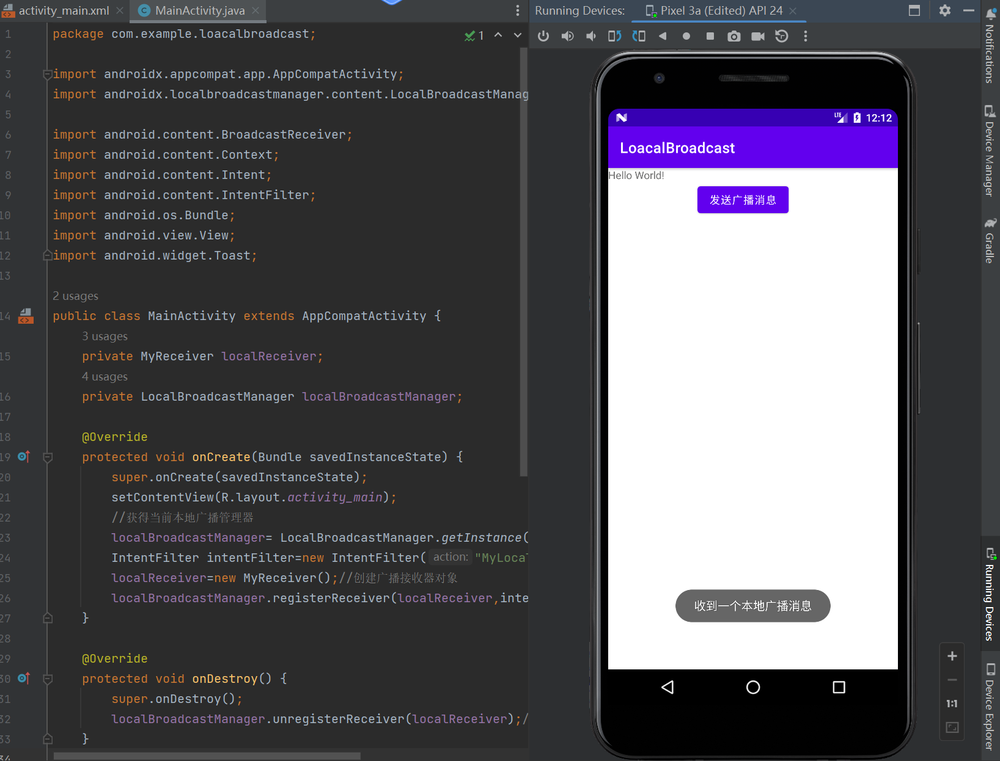 activity_main.xml
MainActivity.java
1 package com.example.loacalbroadcast;
1
2
3 import androidx.appcompat.app.AppCompatActivity;
4 import androidx.localbroadcastmanager.content.LocalBroadcastManag
5
6 import android.content.BroadcastReceiver;
7 import android.content.Context;
8 import android.content.Intent;
9 import android.content.IntentFilter;
10 import android.os.Bundle;
11 import android.view.View;
12 import android.widget.Toast;
13
2 usages
14 public class MainActivity extends AppCompatActivity {
3 usages
15 private MyReceiver localReceiver;
4 usages
16 private LocalBroadcastManager localBroadcastManager;
17
18 @Override
19 protected void onCreate(Bundle savedInstanceState) {
20 super.onCreate(savedInstanceState);
21 setContentView(R.layout.activity_main);
22 //获得当前本地广播管理器
23 localBroadcastManager= LocalBroadcastManager.getInstance(
24 IntentFilter intentFilter=new IntentFilter( action: "MyLocal
25 localReceiver=new MyReceiver();//创建广播接收器对象
26 localBroadcastManager.registerReceiver(localReceiver,inte
27 }
28
29 @Override
30 protected void onDestroy() {
31 super.onDestroy();
32 localBroadcastManager.unregisterReceiver(localReceiver);/
33 }
34
Running Devices:
Pixel 3a (Edited) API 24
LTE
12:12
LoacalBroadcast
Hello World!
发送广播消息
收到一个本地广播消息
1:1
Notifications
Device Manager
Gradle
Running Devices
Device Explorer